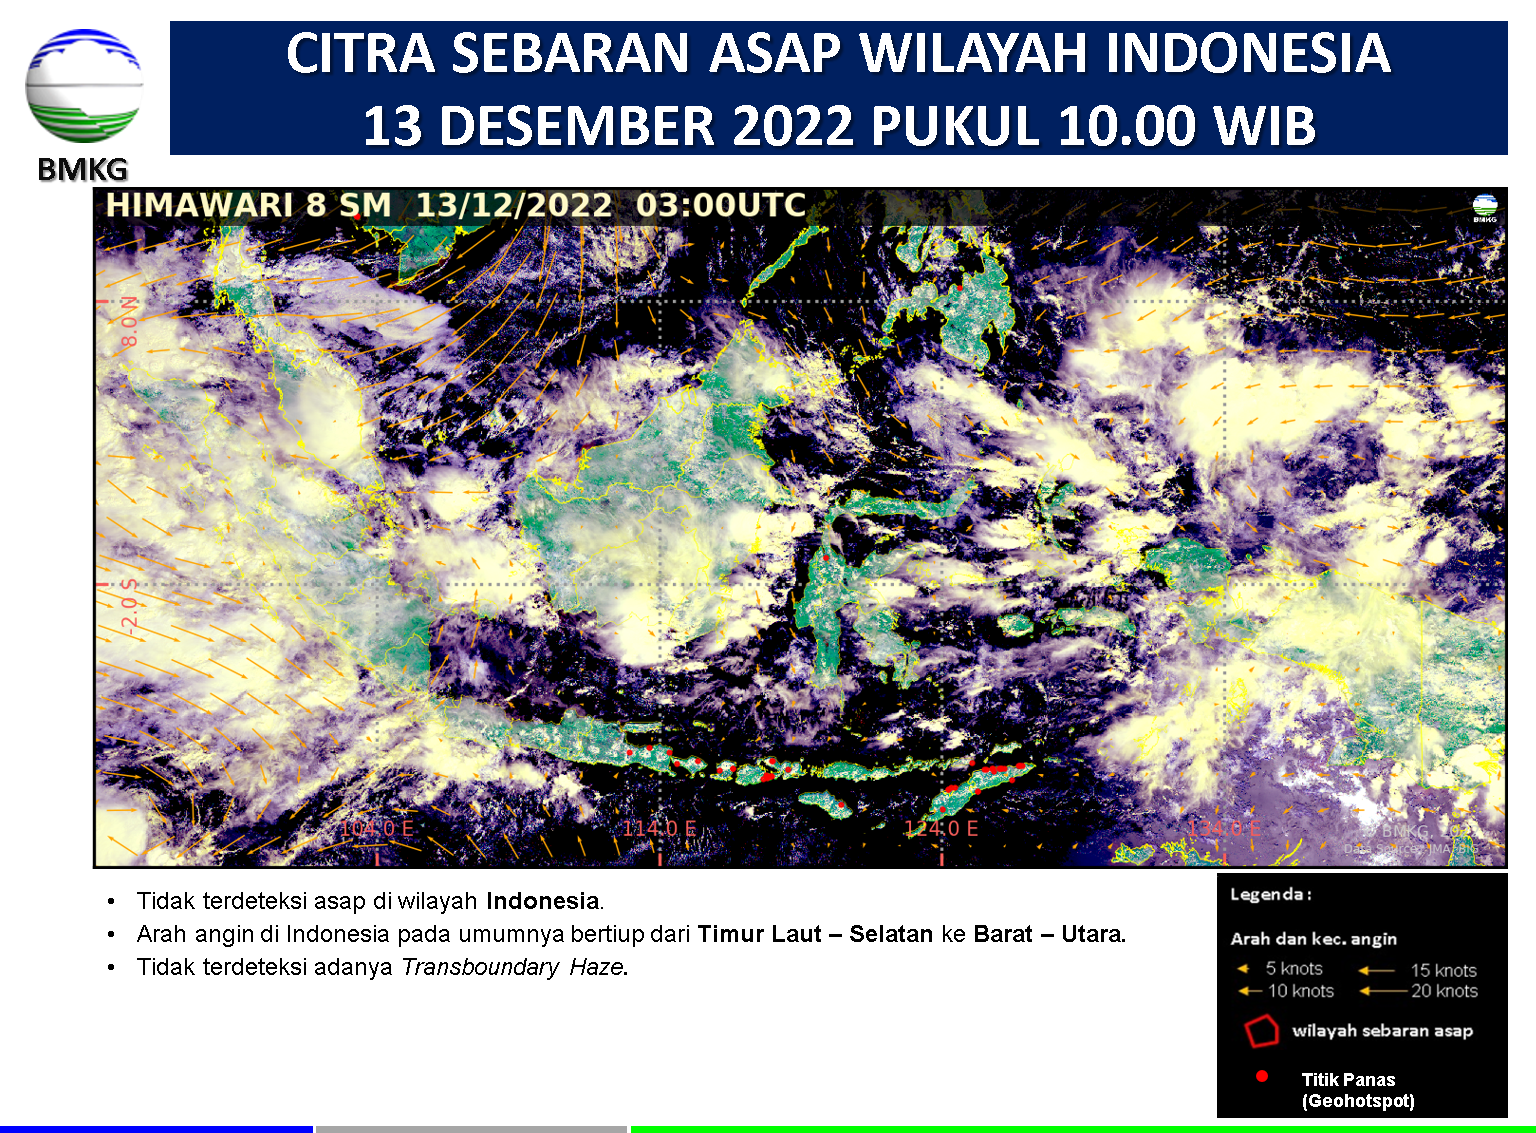 CITRA SEBARAN ASAP WILAYAH INDONESIA
13 DESEMBER 2022 PUKUL 10.00 WIB
BMKG
HIMAWARI 8 SM 13/12/2022 03:00UTC
BMKG
8.0 N
-2.0 S
104.0 E
114.0 E
124.0 E
134.0 E
BMKG,
Data Source: JMA, BIG
• Tidak terdeteksi asap di wilayah Indonesia.
• Arah angin di Indonesia pada umumnya bertiup dari Timur Laut – Selatan ke Barat – Utara.
• Tidak terdeteksi adanya Transboundary Haze.
Legenda :
Arah dan kec. angin
5 knots
15 knots
10 knots
20 knots
wilayah sebaran asap
Titik Panas
(Geohotspot)